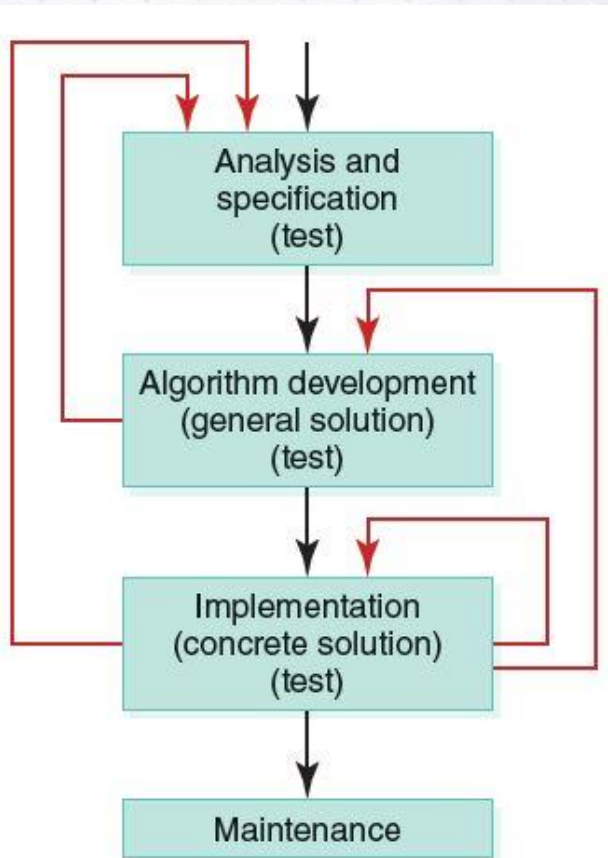 Analysis and
specification
(test)
Algorithm development
(general solution)
(test)
Implementation
(concrete solution)
(test)
Maintenance